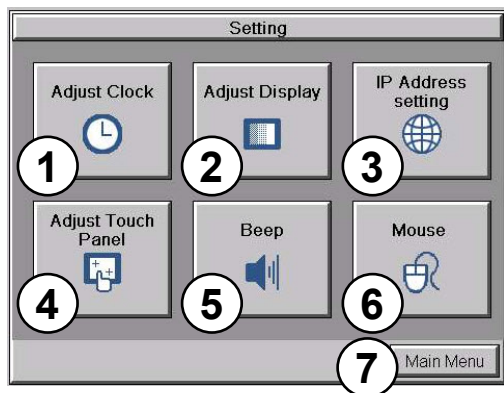 Setting
Adjust Clock
1
Adjust Display
2
IP Address
setting
3
Adjust Touch
Panel
4
Beep
5
Mouse
6
7
Main Menu